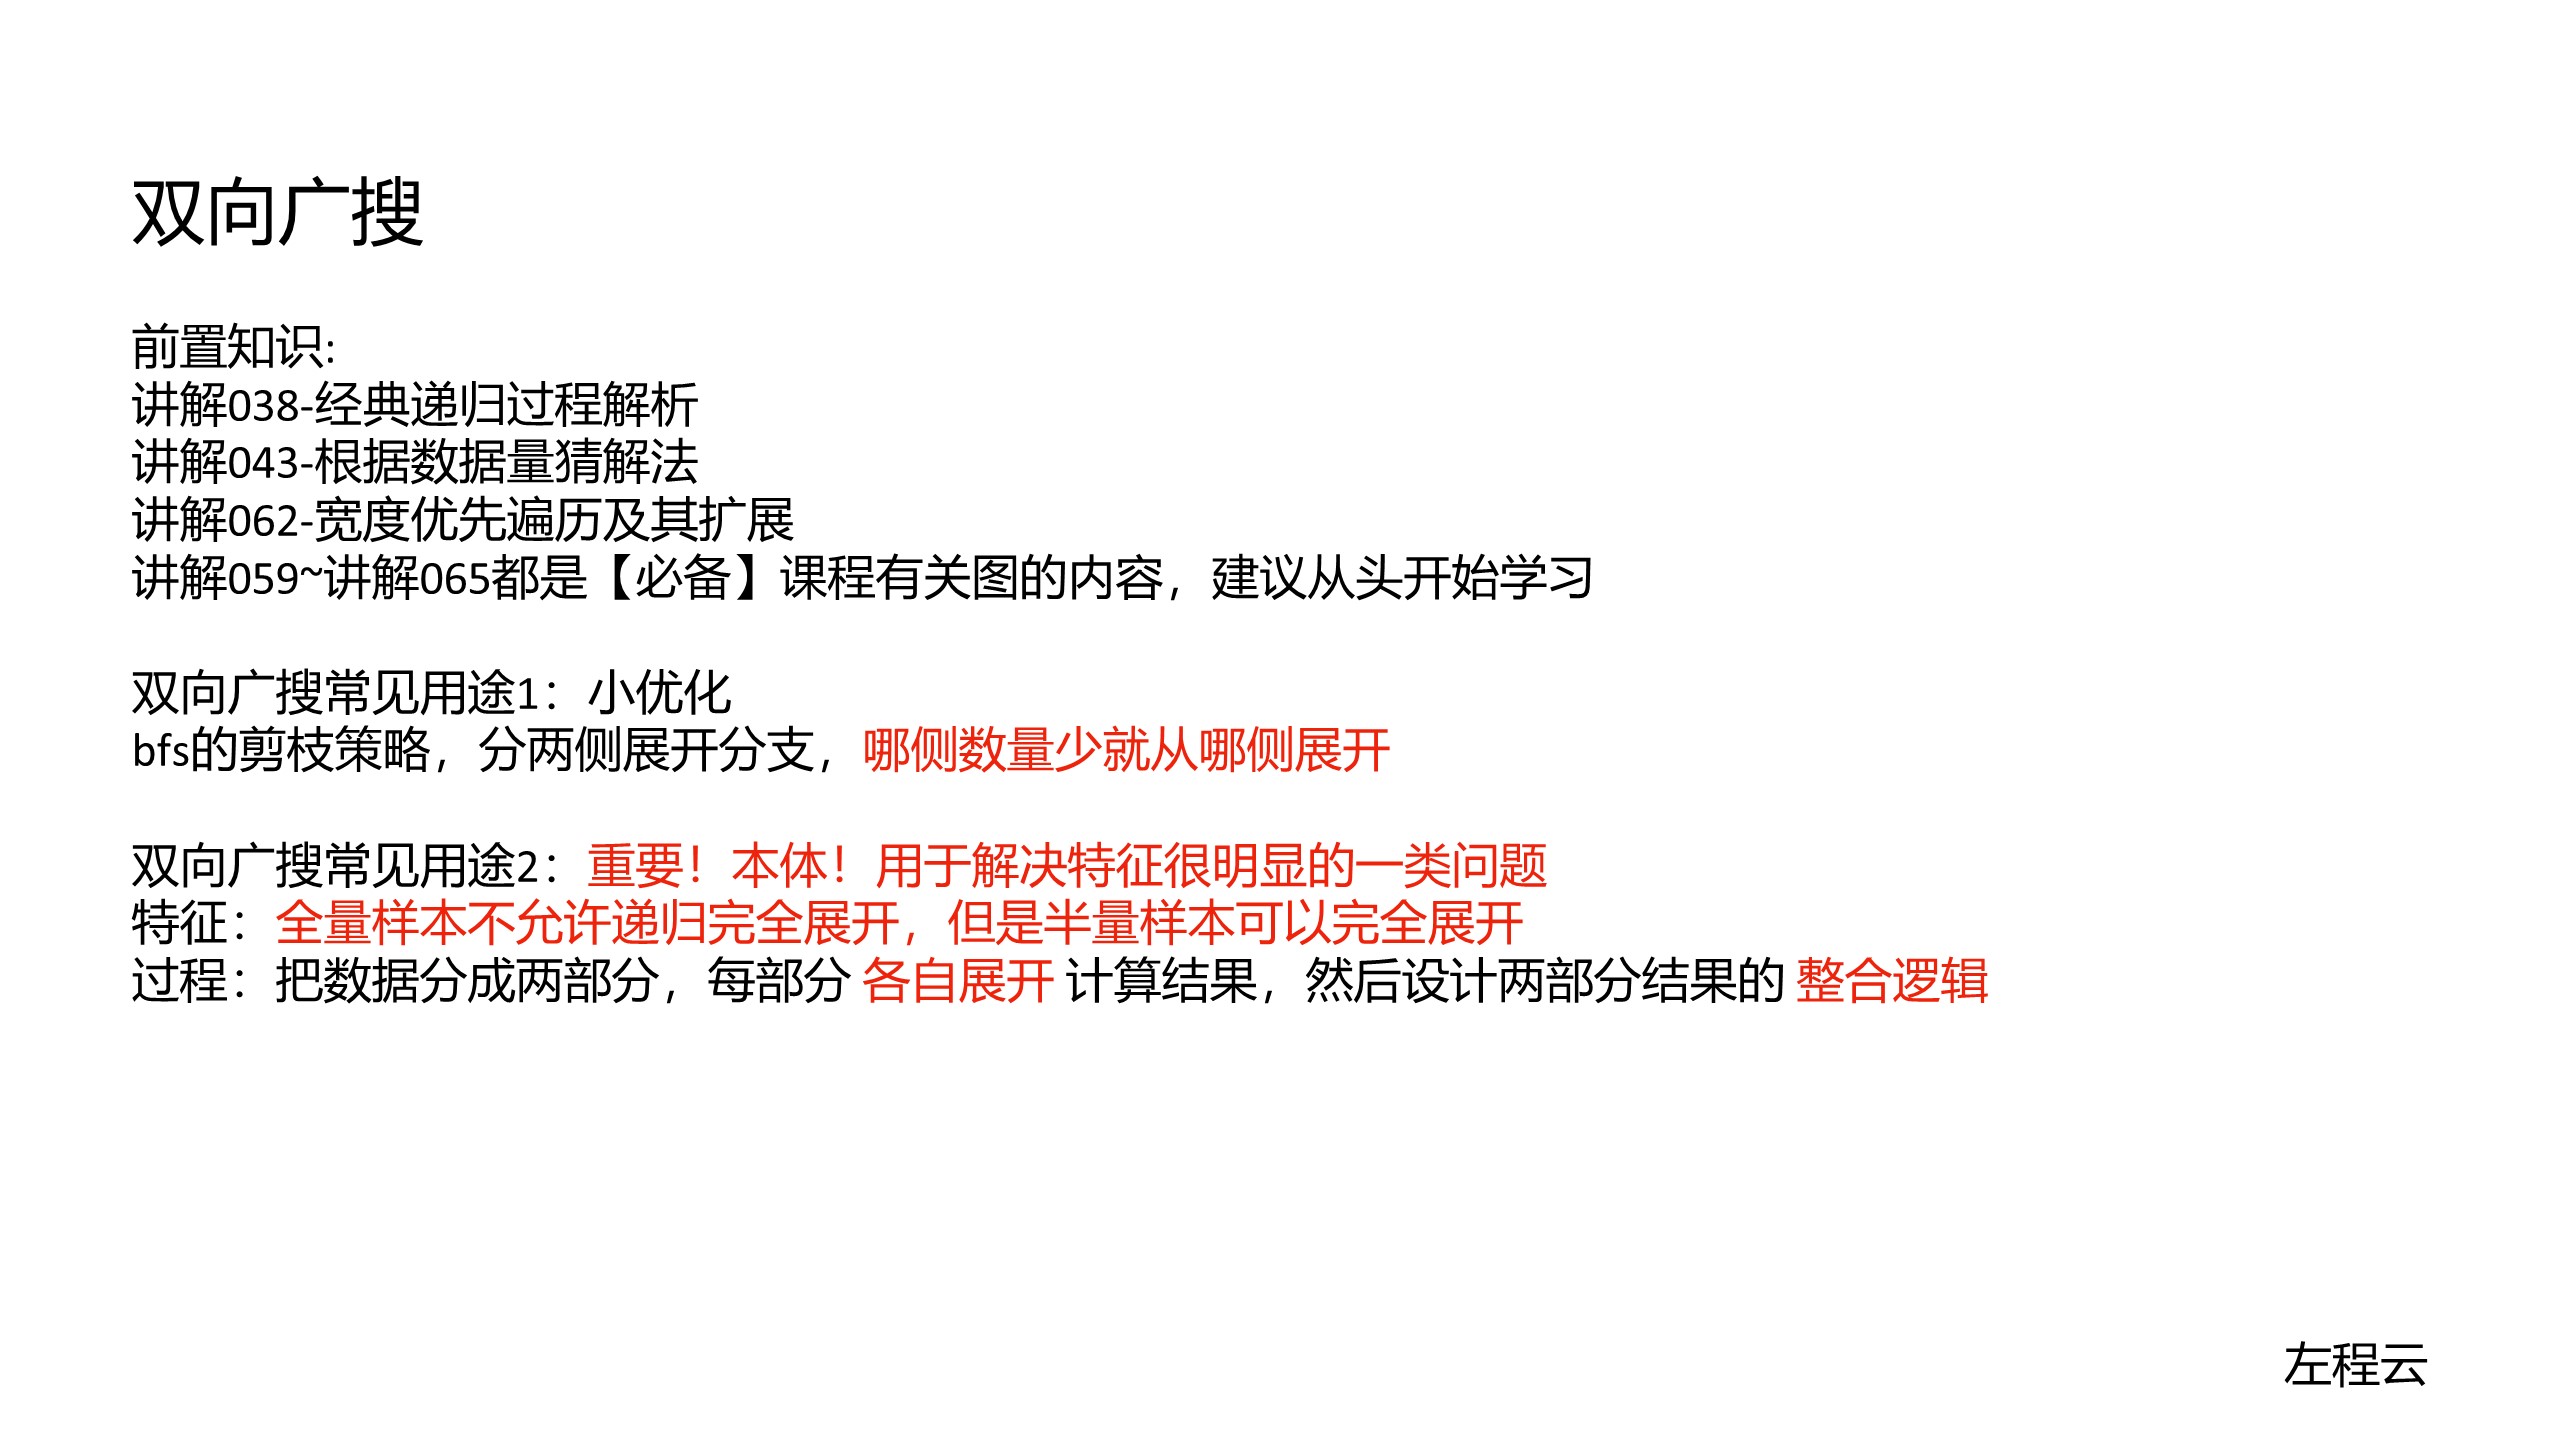 双向广搜
前置知识:
讲解038-经典递归过程解析
讲解043-根据数据量猜解法
讲解062-宽度优先遍历及其扩展
讲解059~讲解065都是【必备】课程有关图的内容，建议从头开始学习
双向广搜常见用途1：小优化
bfs的剪枝策略，分两侧展开分支，哪侧数量少就从哪侧展开
双向广搜常见用途2：重要！本体！用于解决特征很明显的一类问题
特征：全量样本不允许递归完全展开，但是半量样本可以完全展开
过程：把数据分成两部分，每部分 各自展开 计算结果，然后设计两部分结果的 整合逻辑
左程云